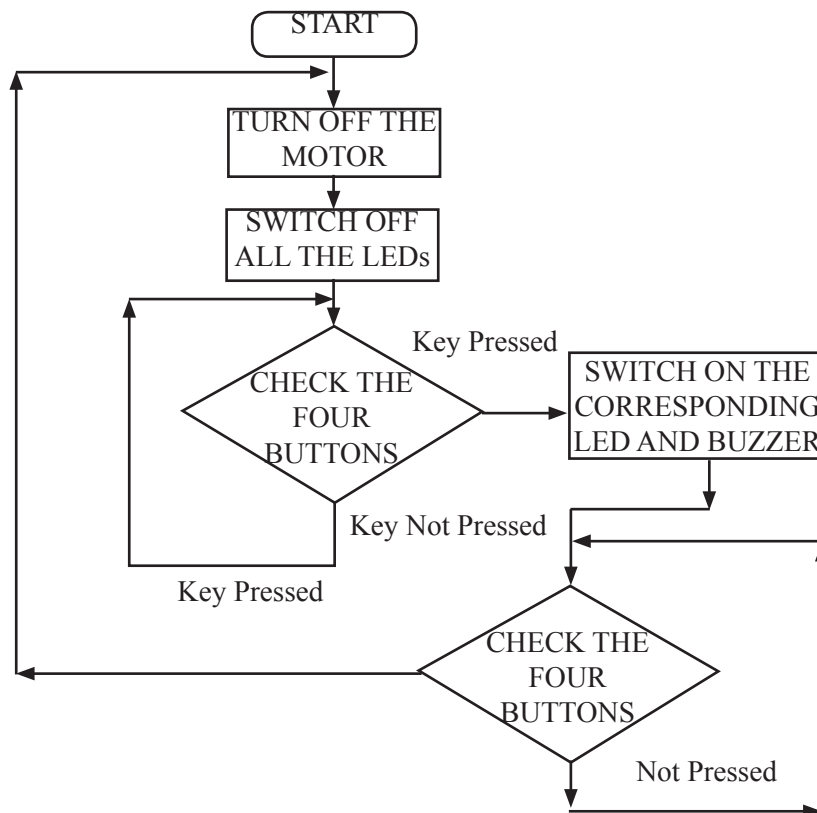 START
TURN OFF THE
MOTOR
SWITCH OFF
ALL THE LEDs
Key Pressed
CHECK THE
FOUR
BUTTONS
SWITCH ON THE
CORRESPONDING
LED AND BUZZER
Key Not Pressed
Key Pressed
CHECK THE
FOUR
BUTTONS
Not Pressed